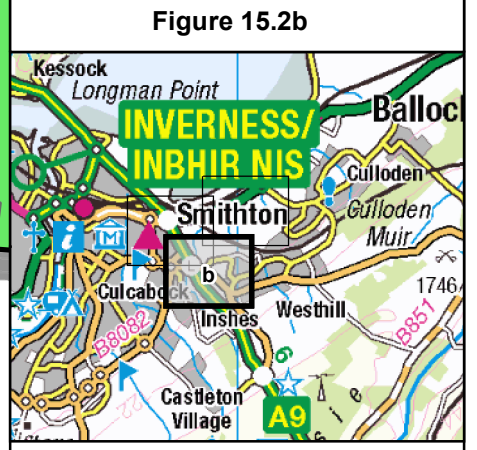 Figure 15.2b
Kessock
Longman Point
INVERNESS/
INBHIR NIS
Culloden
Smithton
Culloden
Muir
b
Culcabock
1746
Inshes
Westhill
B851
B8082
Castleton
Village
A9